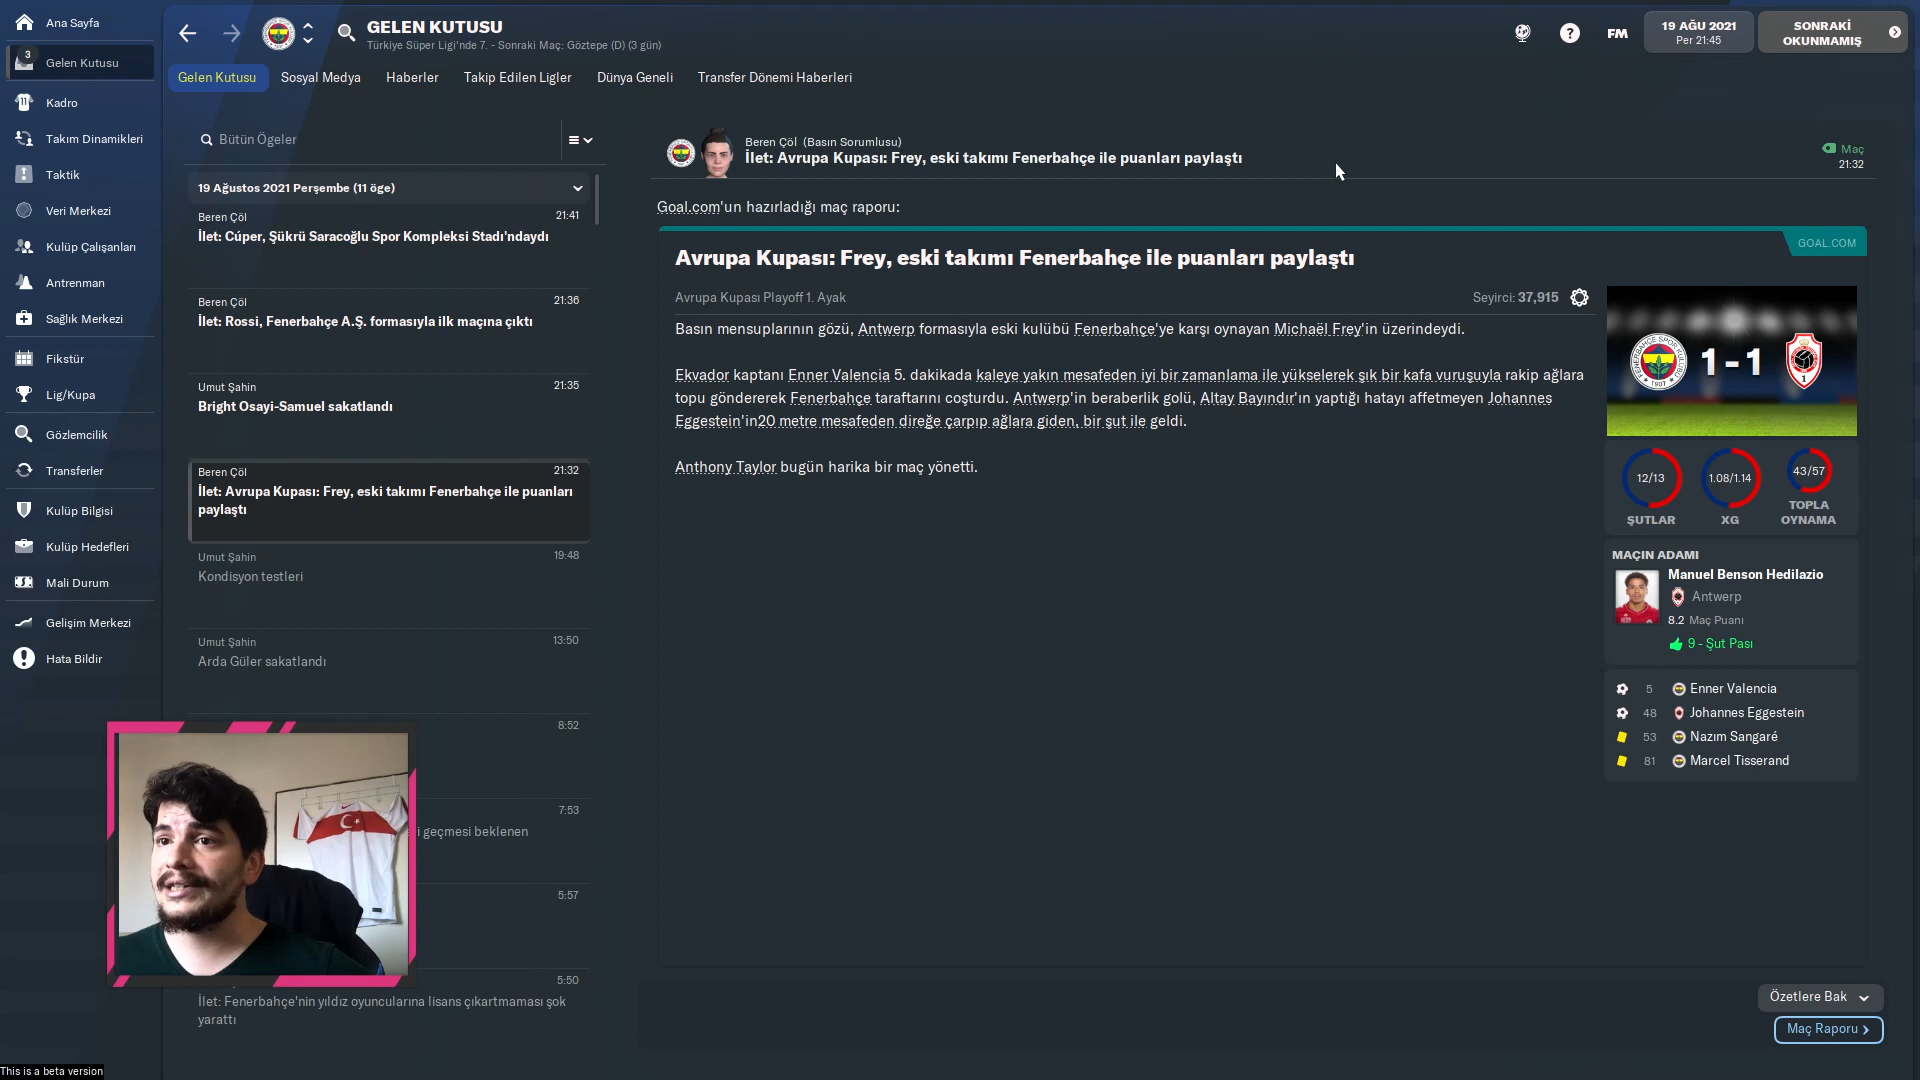 Ana Sayfa
3
Gelen Kutusu
Kadro
Takım Dinamikleri
Taktik
Veri Merkezi
Kulüp Çalışanları
Antrenman
Sağlık Merkezi
Fikstür
Lig/Kupa
Gözlemcilik
Transferler
Kulüp Bilgisi
Kulüp Hedefleri
Mali Durum
Gelişim Merkezi
Hata Bildir
This is a beta version
GELEN KUTUSU
Türkiye Süper Ligi'nde 7. - Sonraki Maç: Göztepe (D) (3 gün)
FM
19 AĞU 2021
Per 21:45
SONRAKİ
OKUNMAMIŞ
Gelen Kutusu Sosyal Medya Haberler Takip Edilen Ligler Dünya Geneli Transfer Dönemi Haberleri
Bütün Ögeler
19 Ağustos 2021 Perşembe (11 öge)
Beren Çöl 21:41
İlet: Cúper, Şükrü Saracoğlu Spor Kompleksi Stadı'ndaydı
Beren Çöl 21:36
İlet: Rossi, Fenerbahçe A.Ş. formasıyla ilk maçına çıktı
Umut Şahin 21:35
Bright Osayi-Samuel sakatlandı
Beren Çöl 21:32
İlet: Avrupa Kupası: Frey, eski takımı Fenerbahçe ile puanları
paylaştı
Umut Şahin 19:48
Kondisyon testleri
Umut Şahin 13:50
Arda Güler sakatlandı
8:52
7:53
geçmesi beklenen
5:57
5:50
İlet: Fenerbahçe'nin yıldız oyuncularına lisans çıkartmaması şok
yarattı
Beren Çöl (Basın Sorumlusu)
İlet: Avrupa Kupası: Frey, eski takımı Fenerbahçe ile puanları paylaştı
Maç
21:32
Goal.com'un hazırladığı maç raporu:
GOAL.COM
Avrupa Kupası: Frey, eski takımı Fenerbahçe ile puanları paylaştı
Avrupa Kupası Playoff 1. Ayak
Seyirci: 37,915
Basın mensuplarının gözü, Antwerp formasıyla eski kulübü Fenerbahçe'ye karşı oynayan Michaël Frey'in üzerindeydi.
Ekvador kaptanı Enner Valencia 5. dakikada kaleye yakın mesafeden iyi bir zamanlama ile yükselerek şık bir kafa vuruşuyla rakip ağlara
topu göndererek Fenerbahçe taraftarını coşturdu. Antwerp'in beraberlik golü, Altay Bayındır'ın yaptığı hatayı affetmeyen Johannes
Eggestein'in20 metre mesafeden direğe çarpıp ağlara giden, bir şut ile geldi.
Anthony Taylor bugün harika bir maç yönetti.
1 - 1
12/13
1.08/1.14
43/57
ŞUTLAR
XG
TOPLA
OYNAMA
MAÇIN ADAMI
Manuel Benson Hedilazio
Antwerp
8.2 Maç Puanı
9 - Şut Pası
5 Enner Valencia
48 Johannes Eggestein
53 Nazım Sangaré
81 Marcel Tisserand
Özetlere Bak
Maç Raporu